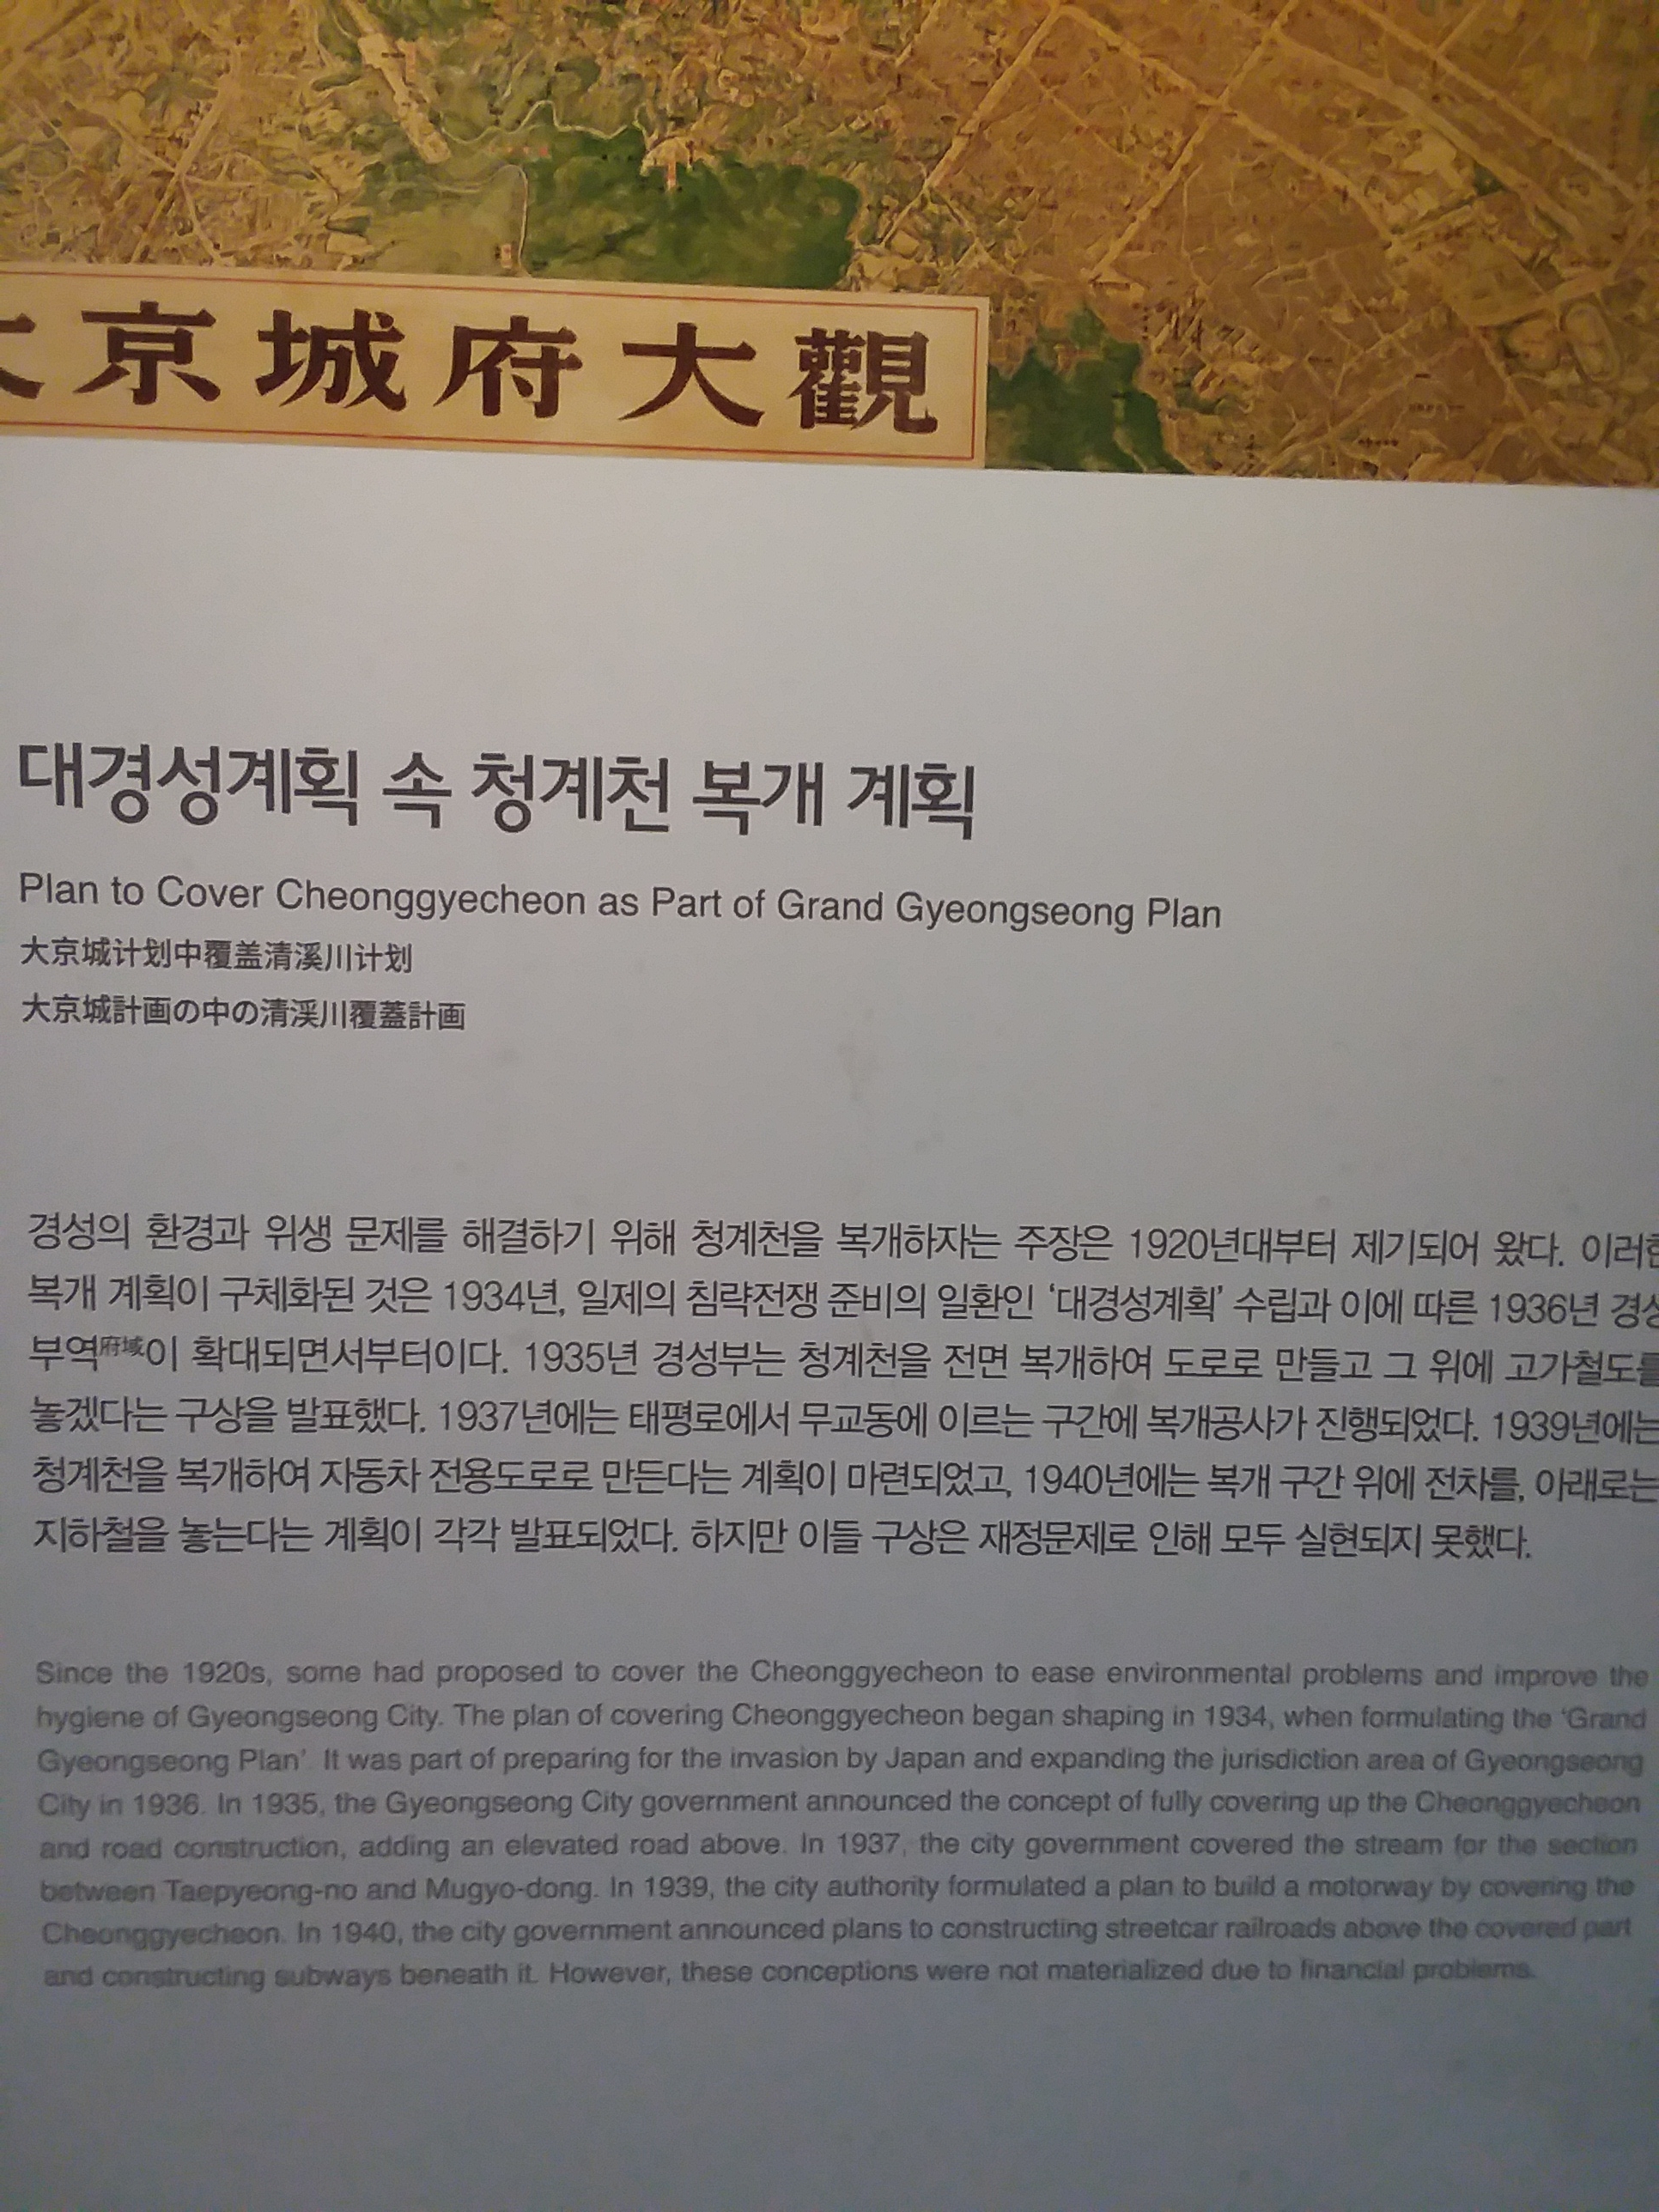 京城府大觀
대경성계획 속 청계천 복개 계획
Plan to Cover Cheonggyecheon as Part of Grand Gyeongseong Plan
大京城计划中覆盖清溪川计划
大京城計画の中の清渓川覆蓋計画
경성의 환경과 위생 문제를 해결하기 위해 청계천을 복개하자는 주장은 1920년대부터 제기되어 왔다. 이러한
복개 계획이 구체화된 것은 1934년, 일제의 침략전쟁 준비의 일환인 ‘대경성계획’ 수립과 이에 따른 1936년 경성
부역府域이 확대되면서부터이다. 1935년 경성부는 청계천을 전면 복개하여 도로로 만들고 그 위에 고가철도를
놓겠다는 구상을 발표했다. 1937년에는 태평로에서 무교동에 이르는 구간에 복개공사가 진행되었다. 1939년에는
청계천을 복개하여 자동차 전용도로로 만든다는 계획이 마련되었고, 1940년에는 복개 구간 위에 전차를, 아래로는
지하철을 놓는다는 계획이 각각 발표되었다. 하지만 이들 구상은 재정문제로 인해 모두 실현되지 못했다.
Since the 1920s, some had proposed to cover the Cheonggyecheon to ease environmental problems and improve the
hygiene of Gyeongseong City. The plan of covering Cheonggyecheon began shaping in 1934, when formulating the ‘Grand
Gyeongseong Plan’. It was part of preparing for the invasion by Japan and expanding the jurisdiction area of Gyeongseong
City in 1936. In 1935, the Gyeongseong City government announced the concept of fully covering up the Cheonggyecheon
and road construction, adding an elevated road above. In 1937, the city government covered the stream for the section
between Taepyeong-no and Mugyo-dong. In 1939, the city authority formulated a plan to build a motorway by covering the
Cheonggyecheon. In 1940, the city government announced plans to constructing streetcar railroads above the covered part
and constructing subways beneath it. However, these conceptions were not materialized due to financial problems.